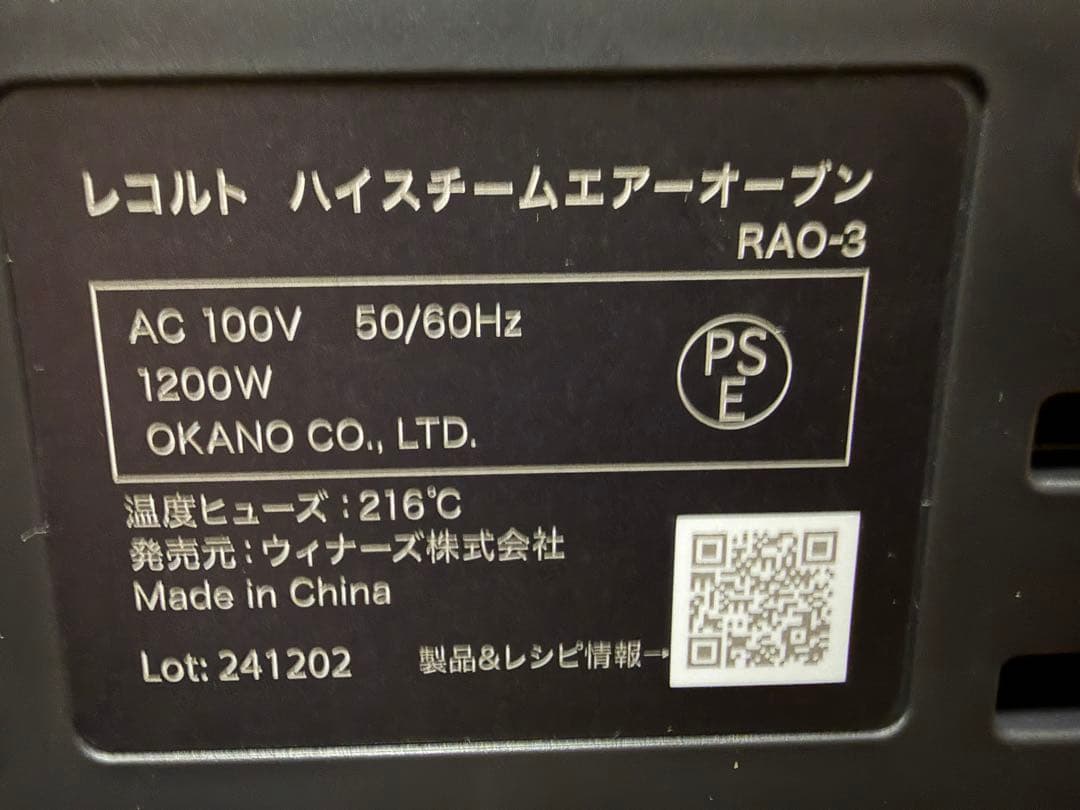 レコルト ハイスチームエアーオーブン
RAO-3
AC 100V 50/60Hz
1200W
OKANO CO., LTD.
PS
E
温度ヒューズ:216℃
発売元:ウィナーズ株式会社
Made in China
Lot: 241202
製品&レシピ情報→